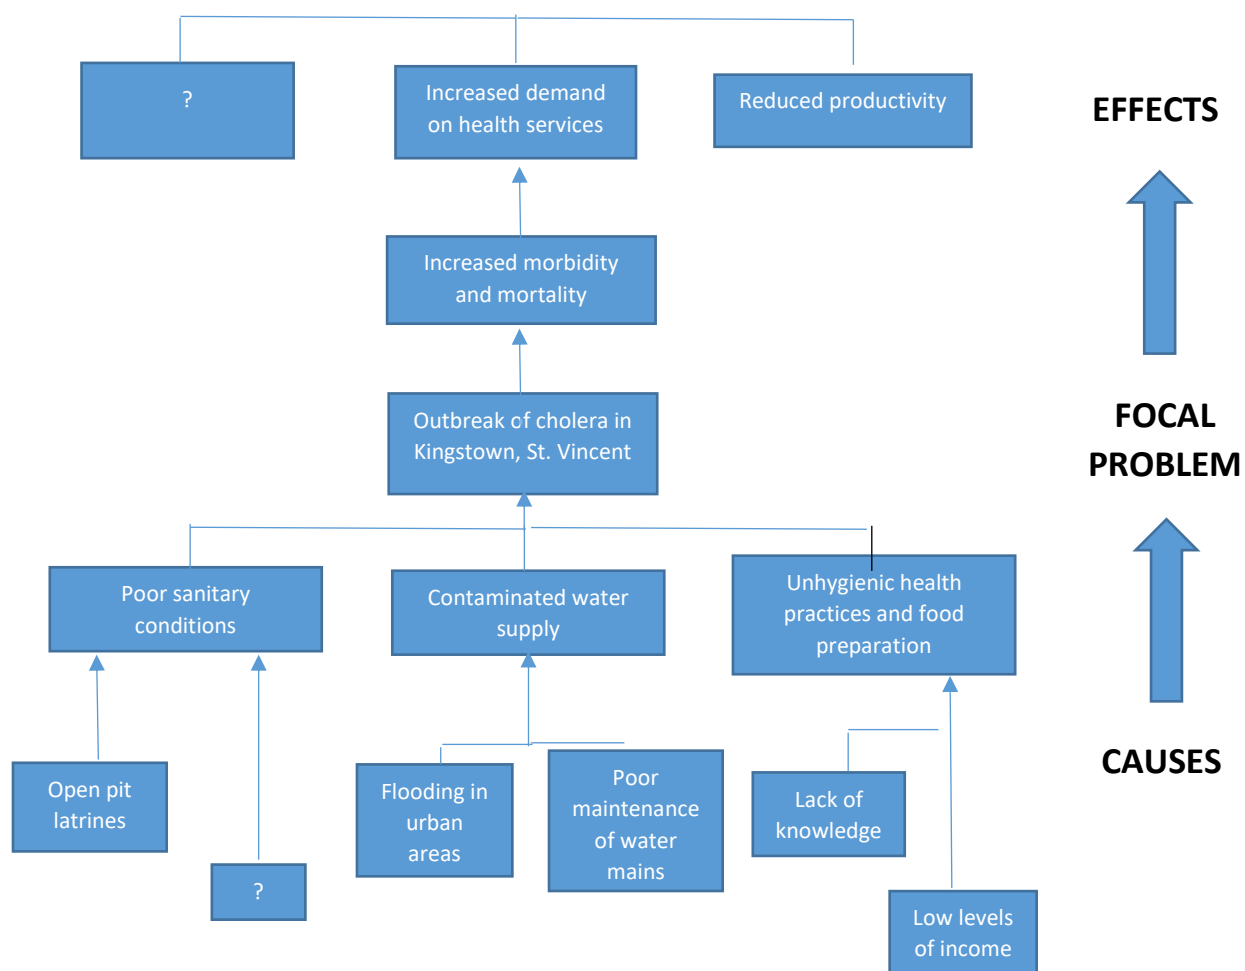 ?
Increased demand
on health services
Reduced productivity
EFFECTS
Increased morbidity
and mortality
Outbreak of cholera in
Kingstown, St. Vincent
FOCAL
PROBLEM
Poor sanitary
conditions
Contaminated water
supply
Unhygienic health
practices and food
preparation
CAUSES
Open pit
latrines
?
Flooding in
urban
areas
Poor
maintenance
of water
mains
Lack of
knowledge
Low levels
of income